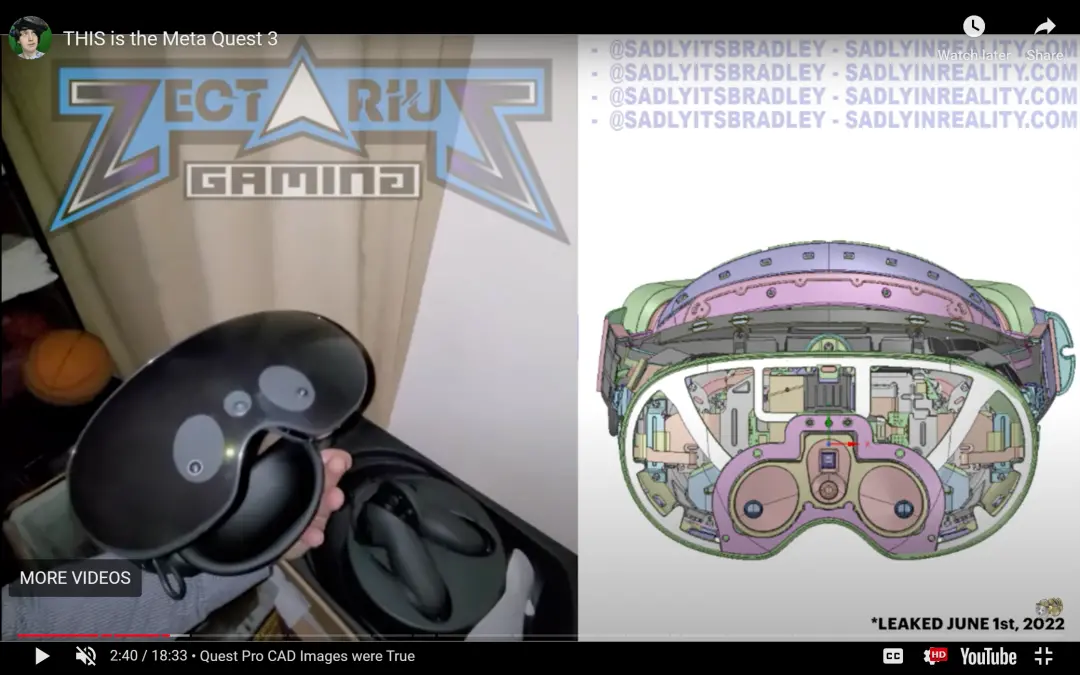 THIS is the Meta Quest 3
Watch later
Share
ZECTARIUS
GAMING
- @SADLYITSBRADLEY - SADLYINREALITY.COM
- @SADLYITSBRADLEY - SADLYINREALITY.COM
- @SADLYITSBRADLEY - SADLYINREALITY.COM
- @SADLYITSBRADLEY - SADLYINREALITY.COM
MORE VIDEOS
*LEAKED JUNE 1st, 2022
2:40 / 18:33 • Quest Pro CAD Images were True
CC
HD
YouTube